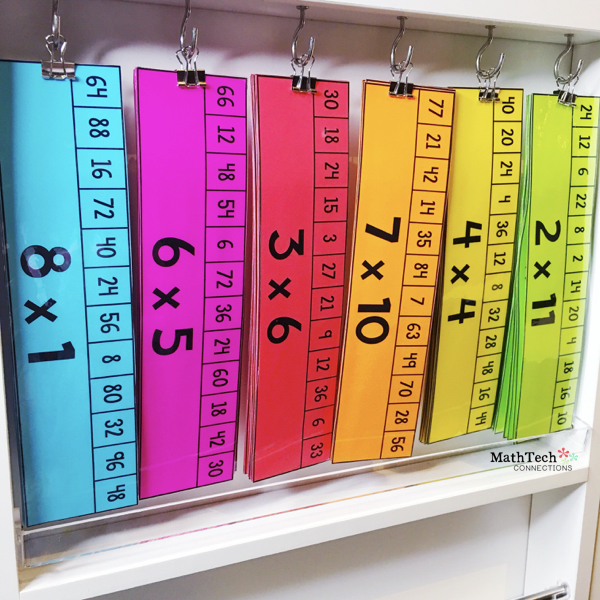 64 88 16 72 40 24 56 8 80 32 96 48
8 x 1
66 12 48 54 6 72 36 24 60 18 42 30
6 x 5
30 18 24 15 3 27 21 9 12 36 6 33
3 x 6
77 21 42 14 35 84 7 63 49 70 28 56
7 x 10
40 20 24 4 36 12 8 32 28 48 16 44
4 x 4
24 12 6 22 8 2 14 20 4 18 16 10
2 x 11
MathTech
CONNECTIONS